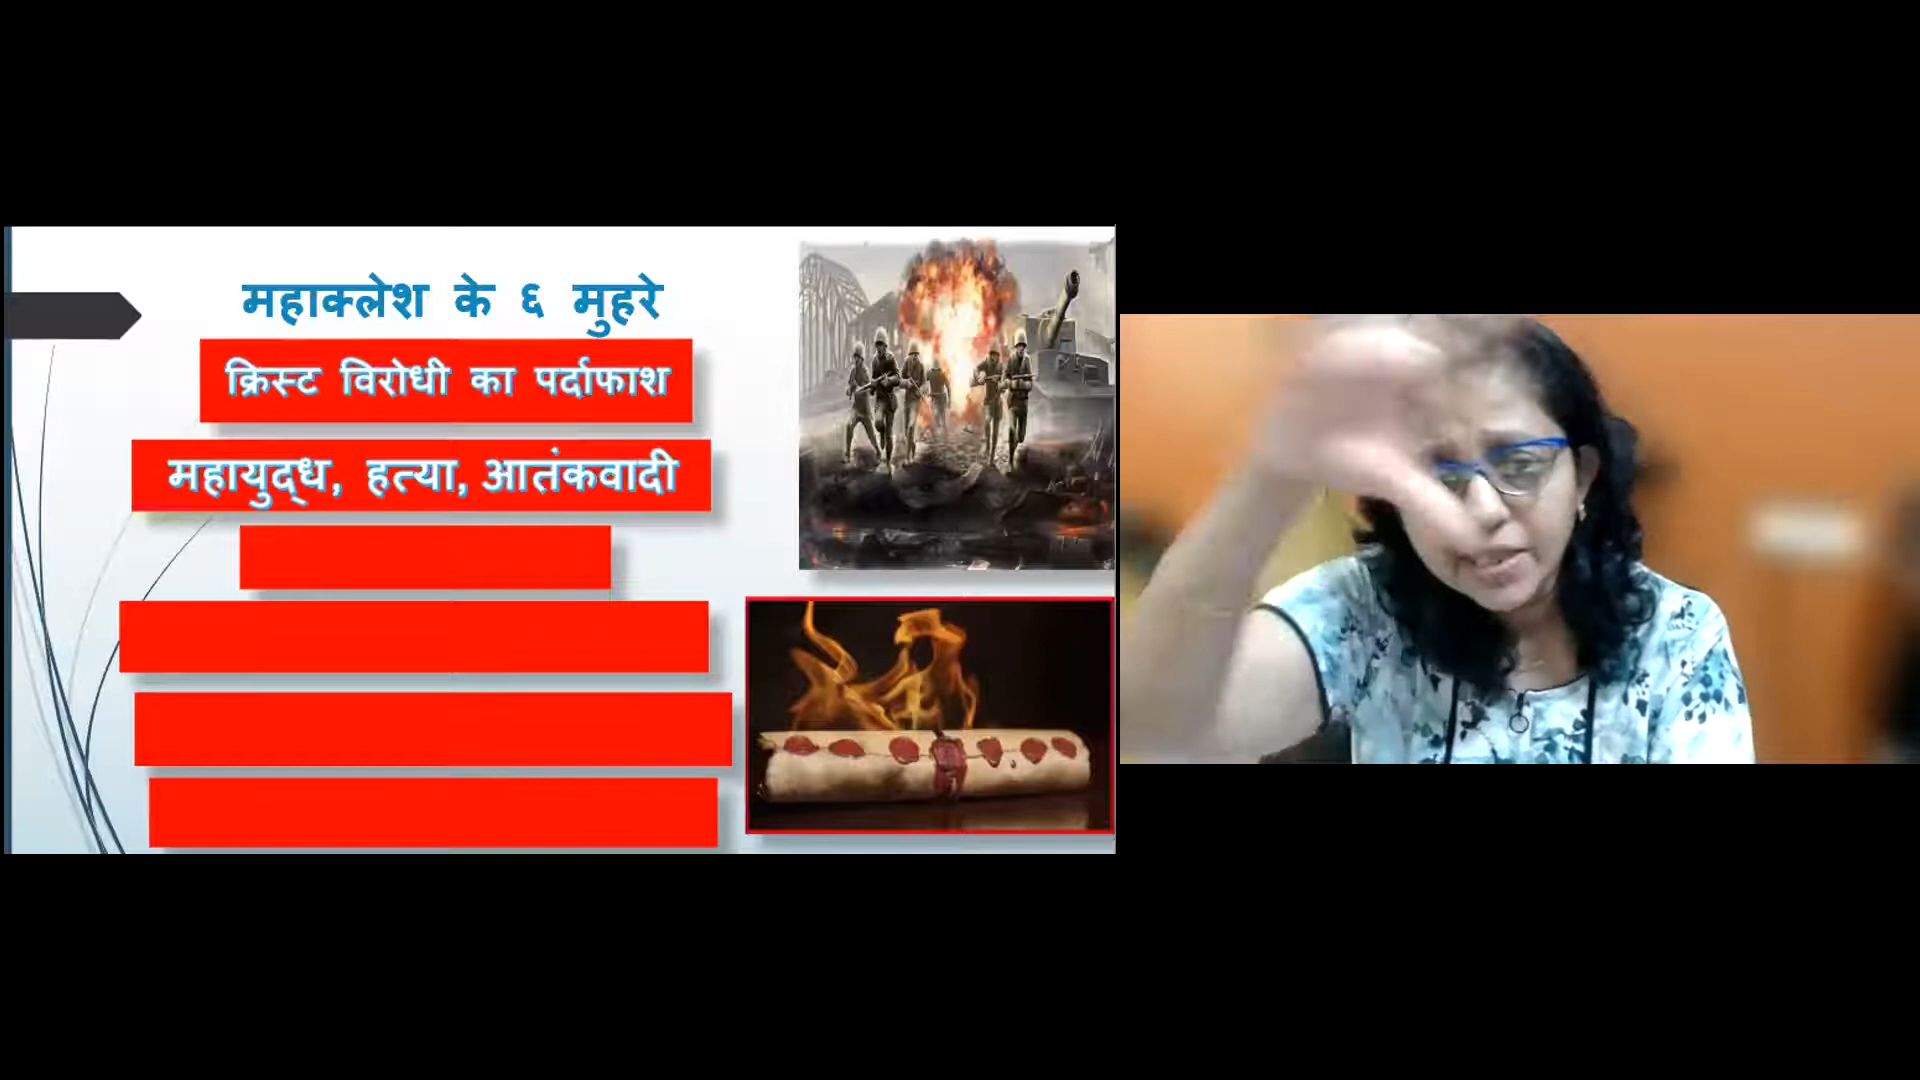 महाक्लेश के ६ मुहरे
क्रिस्ट विरोधी का पर्दाफाश
महायुद्ध, हत्या, आतंकवादी